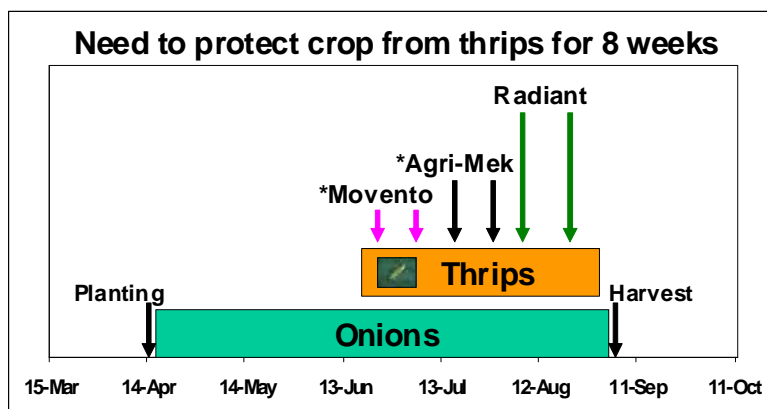 Need to protect crop from thrips for 8 weeks
Radiant
*Agri-Mek
*Movento
Thrips
Planting
Harvest
Onions
15-Mar 14-Apr 14-May 13-Jun 13-Jul 12-Aug 11-Sep 11-Oct